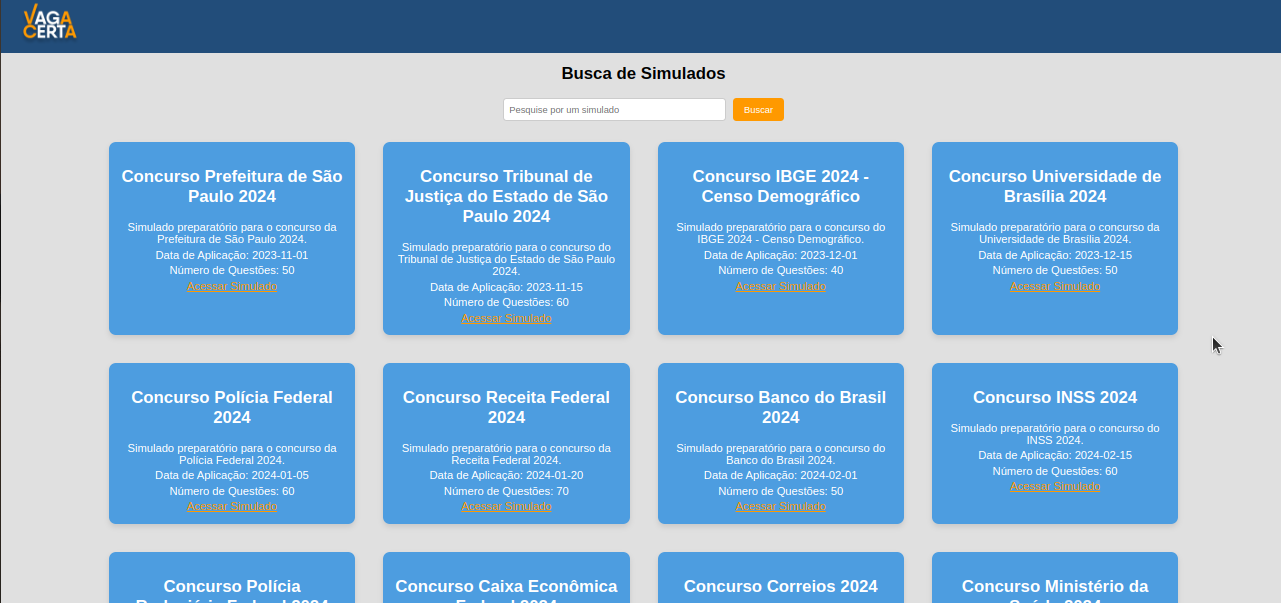 VAGA
CERTA
Busca de Simulados
Pesquise por um simulado
Buscar
Concurso Prefeitura de São
Paulo 2024
Simulado preparatório para o concurso da
Prefeitura de São Paulo 2024.
Data de Aplicação: 2023-11-01
Número de Questões: 50
Acessar Simulado
Concurso Tribunal de
Justiça do Estado de São
Paulo 2024
Simulado preparatório para o concurso do
Tribunal de Justiça do Estado de São Paulo
2024.
Data de Aplicação: 2023-11-15
Número de Questões: 60
Acessar Simulado
Concurso IBGE 2024 -
Censo Demográfico
Simulado preparatório para o concurso do
IBGE 2024 - Censo Demográfico.
Data de Aplicação: 2023-12-01
Número de Questões: 40
Acessar Simulado
Concurso Universidade de
Brasília 2024
Simulado preparatório para o concurso da
Universidade de Brasília 2024.
Data de Aplicação: 2023-12-15
Número de Questões: 50
Acessar Simulado
Concurso Polícia Federal
2024
Simulado preparatório para o concurso da
Polícia Federal 2024.
Data de Aplicação: 2024-01-05
Número de Questões: 60
Acessar Simulado
Concurso Receita Federal
2024
Simulado preparatório para o concurso da
Receita Federal 2024.
Data de Aplicação: 2024-01-20
Número de Questões: 70
Acessar Simulado
Concurso Banco do Brasil
2024
Simulado preparatório para o concurso do
Banco do Brasil 2024.
Data de Aplicação: 2024-02-01
Número de Questões: 50
Acessar Simulado
Concurso INSS 2024
Simulado preparatório para o concurso do
INSS 2024.
Data de Aplicação: 2024-02-15
Número de Questões: 60
Acessar Simulado
Concurso Polícia
Rodoviária Federal 2024
Concurso Caixa Econômica
Federal 2024
Concurso Correios 2024
Concurso Ministério da
Saúde 2024